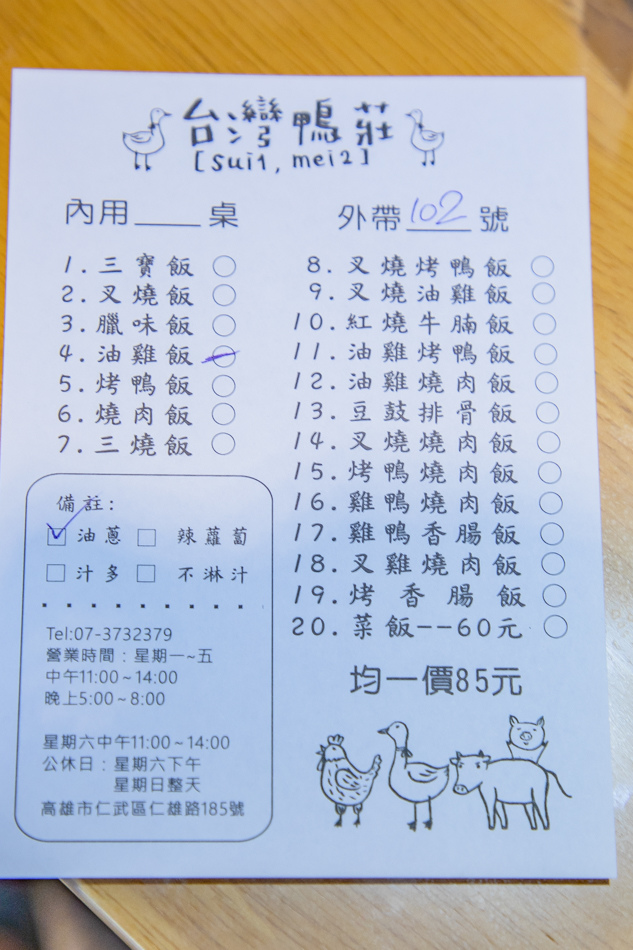 台灣鴨莊
[sui1, mei2]
內用____桌
外帶 102 號
1.三寶飯
2.叉燒飯
3.臘味飯
4.油雞飯
5.烤鴨飯
6.燒肉飯
7.三燒飯
8.叉燒烤鴨飯
9.叉燒油雞飯
10.紅燒牛腩飯
11.油雞烤鴨飯
12.油雞燒肉飯
13.豆鼓排骨飯
14.叉燒燒肉飯
15.烤鴨燒肉飯
16.雞鴨燒肉飯
17.雞鴨香腸飯
18.叉雞燒肉飯
19.烤香腸飯
20.菜飯--60元
均一價85元
備註:
油蔥 辣蘿蔔
汁多 不淋汁
Tel:07-3732379
營業時間：星期一~五
中午11:00~14:00
晚上5:00~8:00
星期六中午11:00~14:00
公休日：星期六下午
星期日整天
高雄市仁武區仁雄路185號